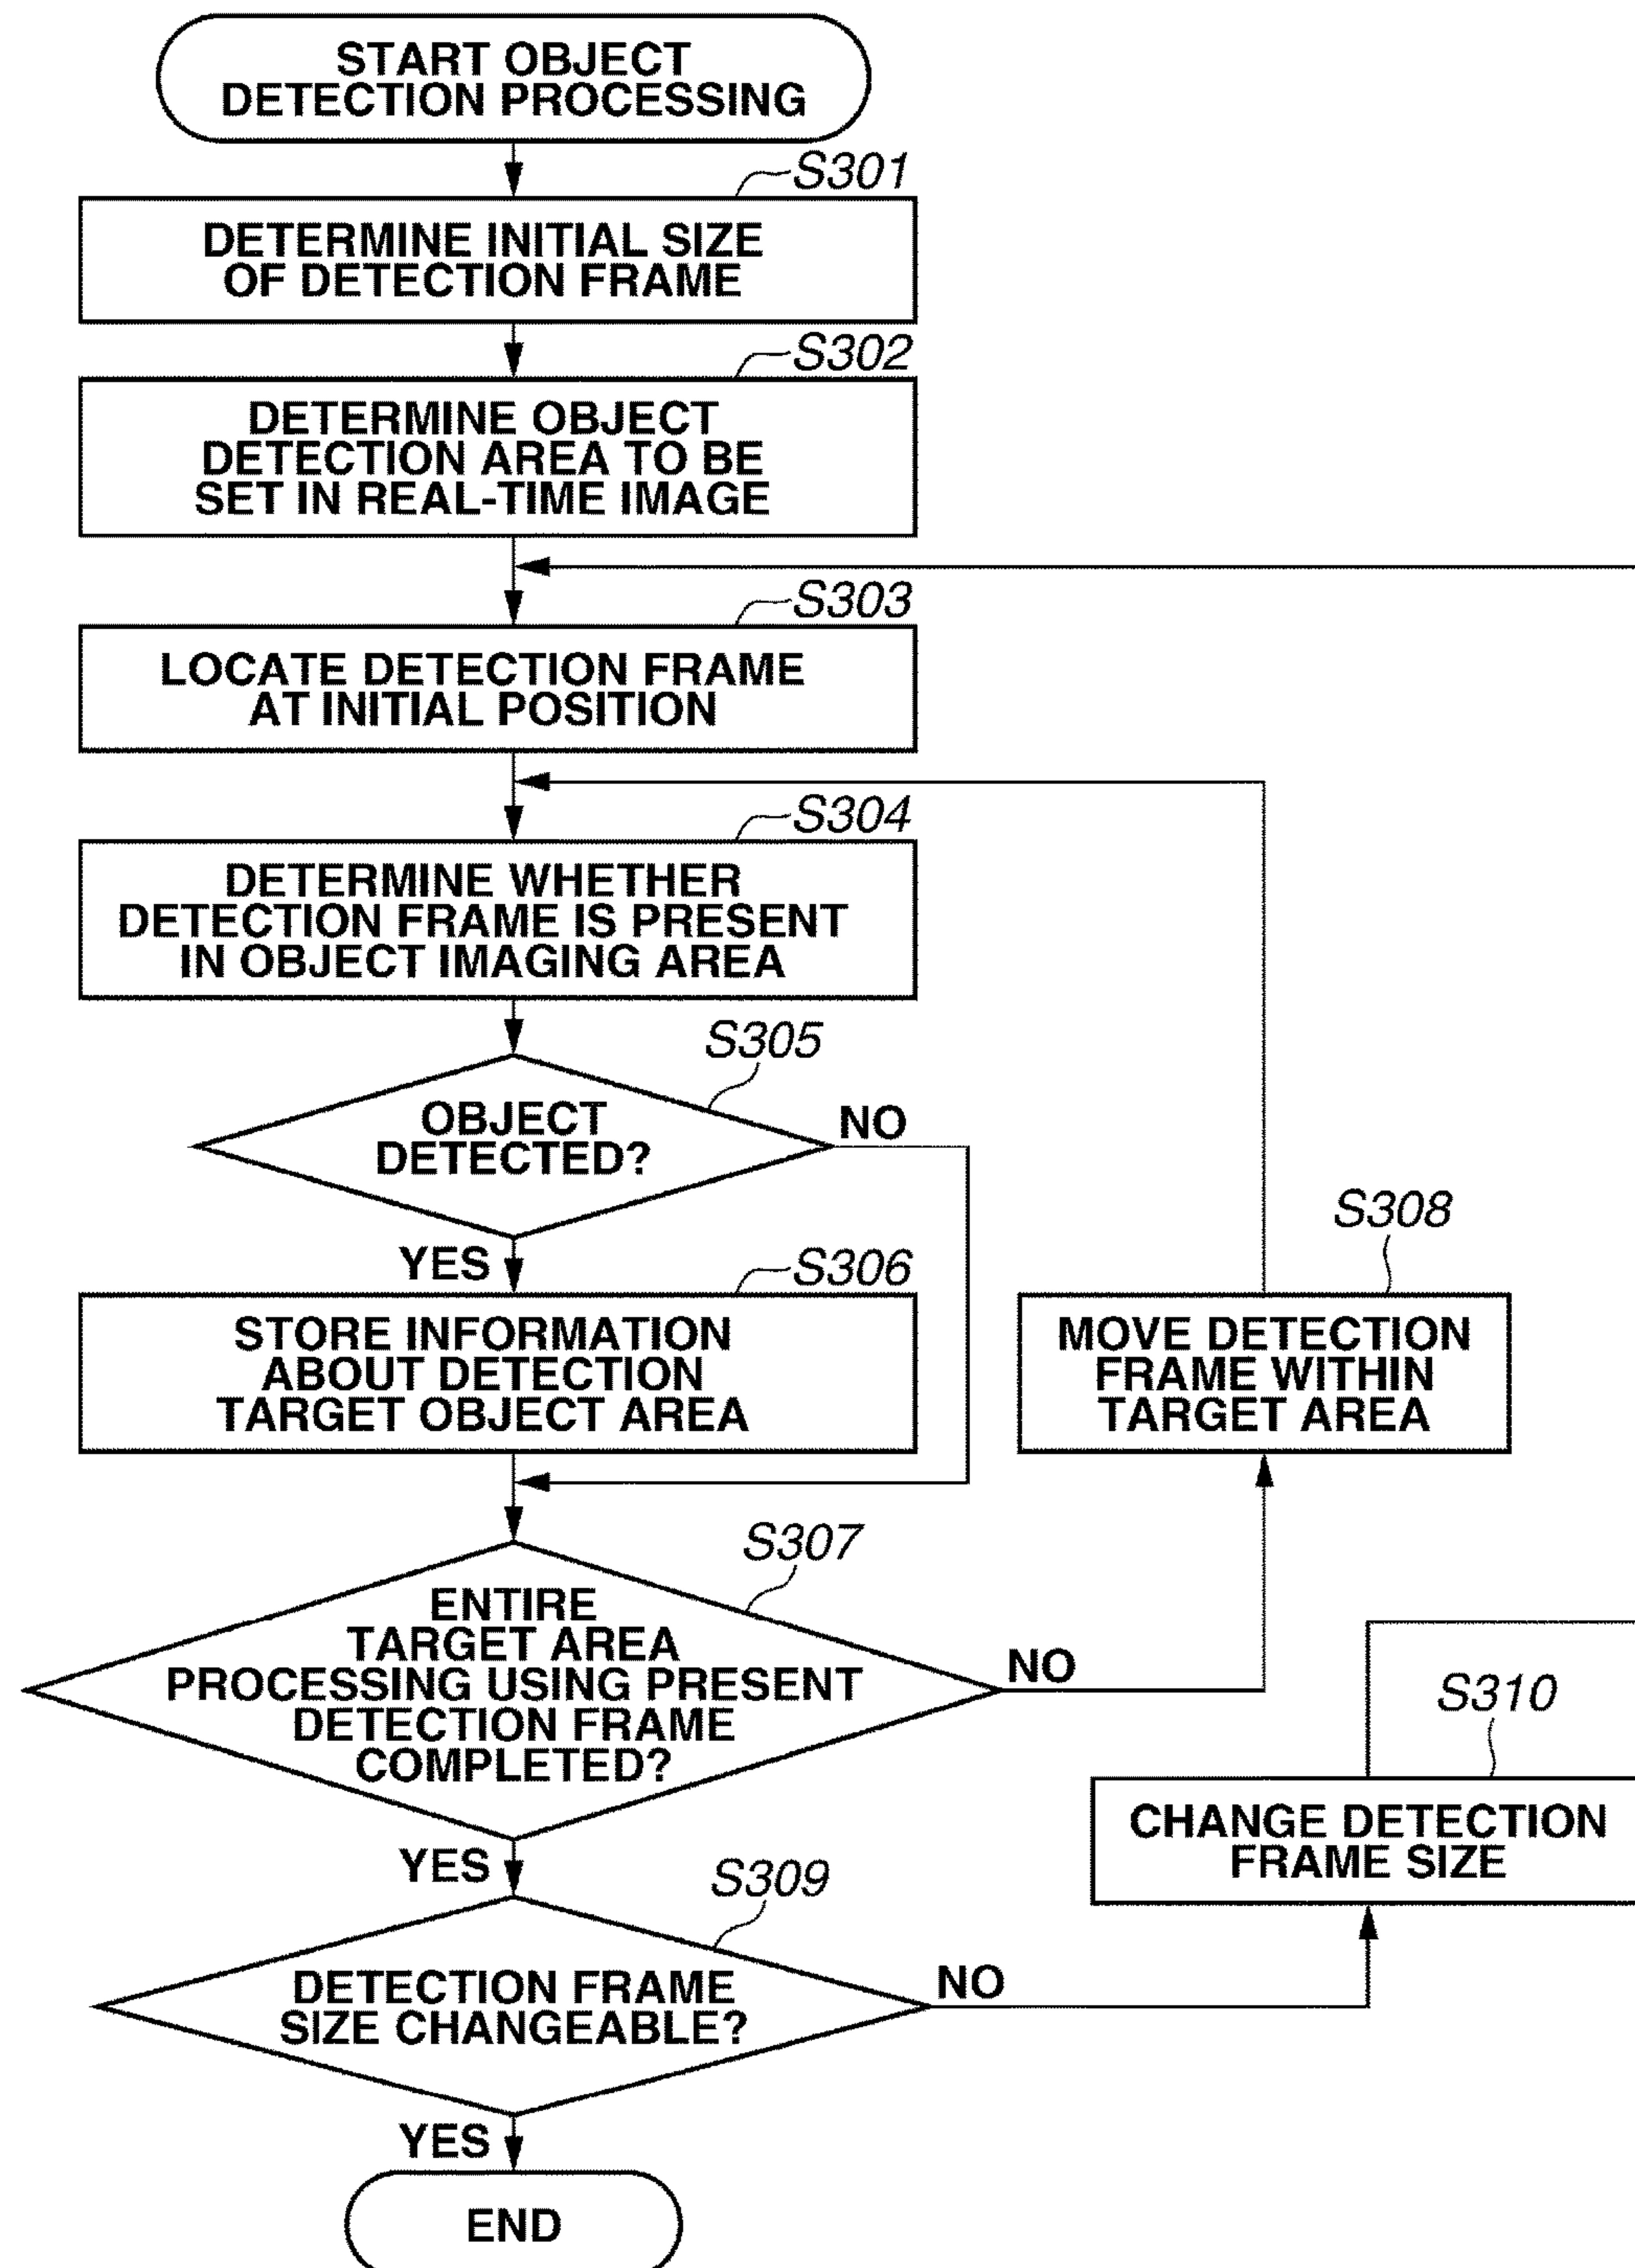 START OBJECT
DETECTION PROCESSING
S301
DETERMINE INITIAL SIZE
OF DETECTION FRAME
S302
DETERMINE OBJECT
DETECTION AREA TO BE
SET IN REAL-TIME IMAGE
S303
LOCATE DETECTION FRAME
AT INITIAL POSITION
S304
DETERMINE WHETHER
DETECTION FRAME IS PRESENT
IN OBJECT IMAGING AREA
S305
OBJECT
DETECTED?
NO
YES
S306
STORE INFORMATION
ABOUT DETECTION
TARGET OBJECT AREA
S308
MOVE DETECTION
FRAME WITHIN
TARGET AREA
S307
ENTIRE
TARGET AREA
PROCESSING USING PRESENT
DETECTION FRAME
COMPLETED?
NO
YES
S310
CHANGE DETECTION
FRAME SIZE
S309
DETECTION FRAME
SIZE CHANGEABLE?
NO
YES
END